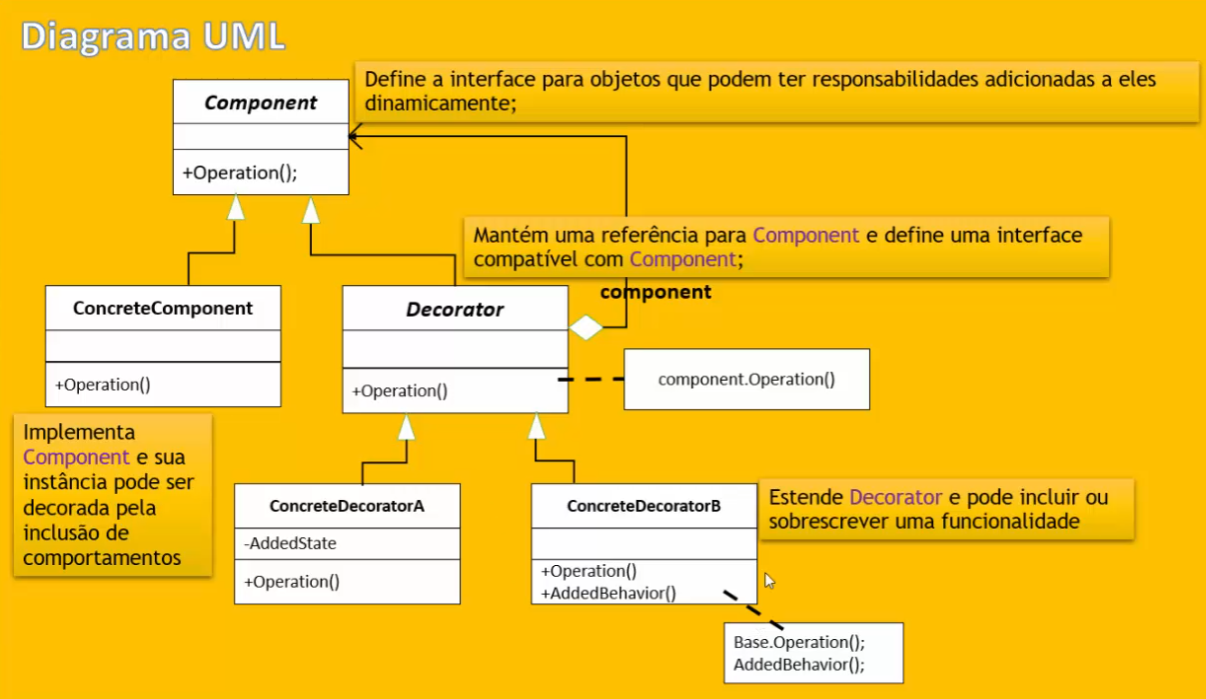 Diagrama UML
Define a interface para objetos que podem ter responsabilidades adicionadas a eles
dinamicamente;
Component
+Operation();
Mantém uma referência para Component e define uma interface
compatível com Component;
component
ConcreteComponent
+Operation()
Decorator
+Operation()
component.Operation()
Implementa
Component e sua
instância pode ser
decorada pela
inclusão de
comportamentos
ConcreteDecoratorA
-AddedState
+Operation()
ConcreteDecoratorB
+Operation()
+AddedBehavior()
Estende Decorator e pode incluir ou
sobrescrever uma funcionalidade
Base.Operation();
AddedBehavior();